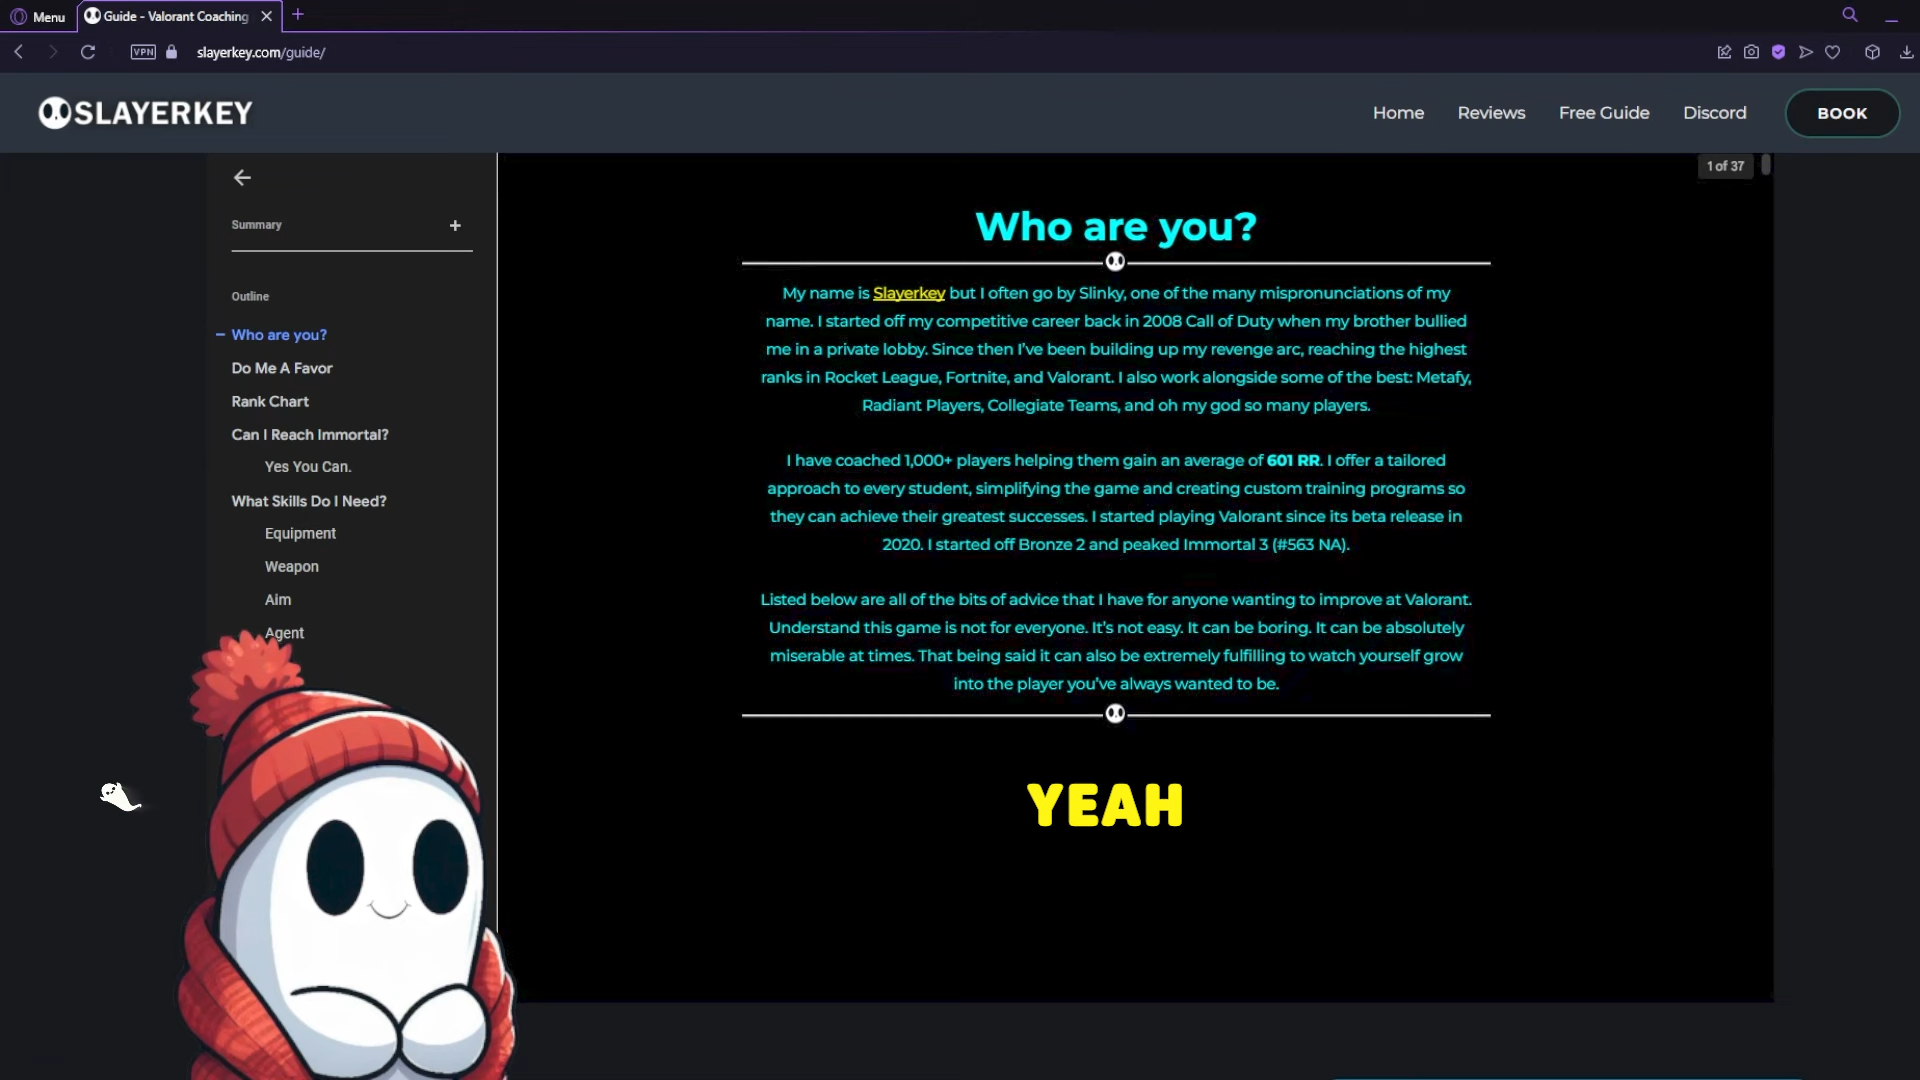 Menu
Guide - Valorant Coaching
VPN
slayerkey.com/guide/
SLAYERKEY
Home
Reviews
Free Guide
Discord
BOOK
1 of 37
Summary
Outline
Who are you?
Do Me A Favor
Rank Chart
Can I Reach Immortal?
Yes You Can.
What Skills Do I Need?
Equipment
Weapon
Aim
Agent
Who are you?
My name is Slayerkey but I often go by Slinky, one of the many mispronunciations of my
name. I started off my competitive career back in 2008 Call of Duty when my brother bullied
me in a private lobby. Since then I've been building up my revenge arc, reaching the highest
ranks in Rocket League, Fortnite, and Valorant. I also work alongside some of the best: Metafy,
Radiant Players, Collegiate Teams, and oh my god so many players.
I have coached 1,000+ players helping them gain an average of 601 RR. I offer a tailored
approach to every student, simplifying the game and creating custom training programs so
they can achieve their greatest successes. I started playing Valorant since its beta release in
2020. I started off Bronze 2 and peaked Immortal 3 (#563 NA).
Listed below are all of the bits of advice that I have for anyone wanting to improve at Valorant.
Understand this game is not for everyone. It's not easy. It can be boring. It can be absolutely
miserable at times. That being said it can also be extremely fulfilling to watch yourself grow
into the player you've always wanted to be.
YEAH